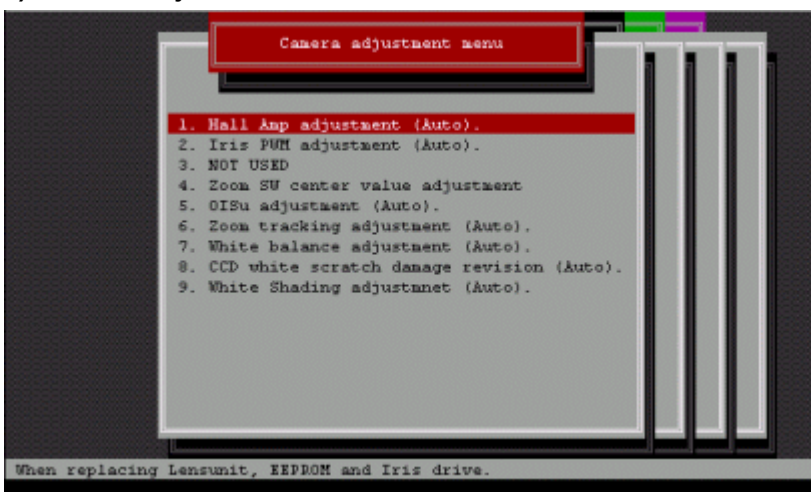 Camera adjustment menu
1. Hall Amp adjustment (Auto).
2. Iris PWM adjustment (Auto).
3. NOT USED
4. Zoom SW center value adjustment
5. OISu adjustment (Auto).
6. Zoom tracking adjustment (Auto).
7. White balance adjustment (Auto).
8. CCD white scratch damage revision (Auto).
9. White Shading adjustmnet (Auto).
When replacing Lensunit, EEPROM and Iris drive.